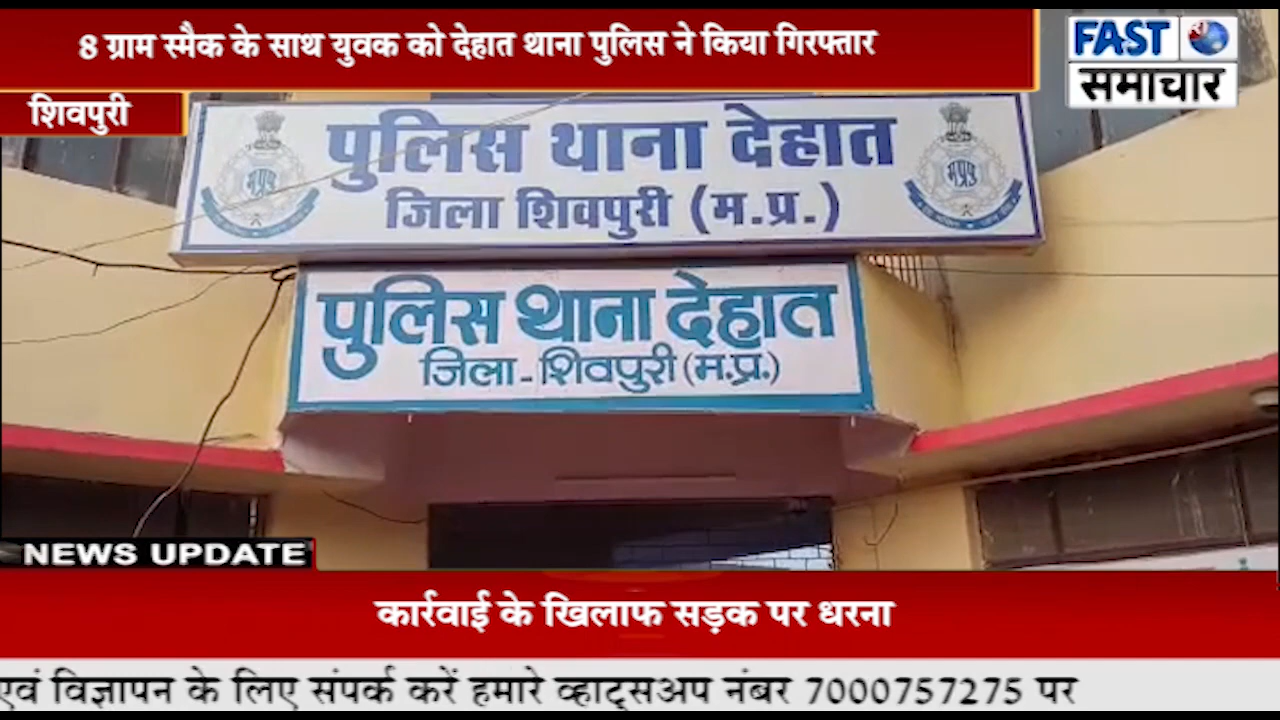 8 ग्राम स्मैक के साथ युवक को देहात थाना पुलिस ने किया गिरफ्तार
FAST
समाचार
शिवपुरी
पुलिस थाना देहात
जिला शिवपुरी (म.प्र.)
पुलिस थाना देहात
जिला - शिवपुरी (म.प्र.)
NEWS UPDATE
कार्रवाई के खिलाफ सड़क पर धरना
एवं विज्ञापन के लिए संपर्क करें हमारे व्हाट्सअप नंबर 7000757275 पर